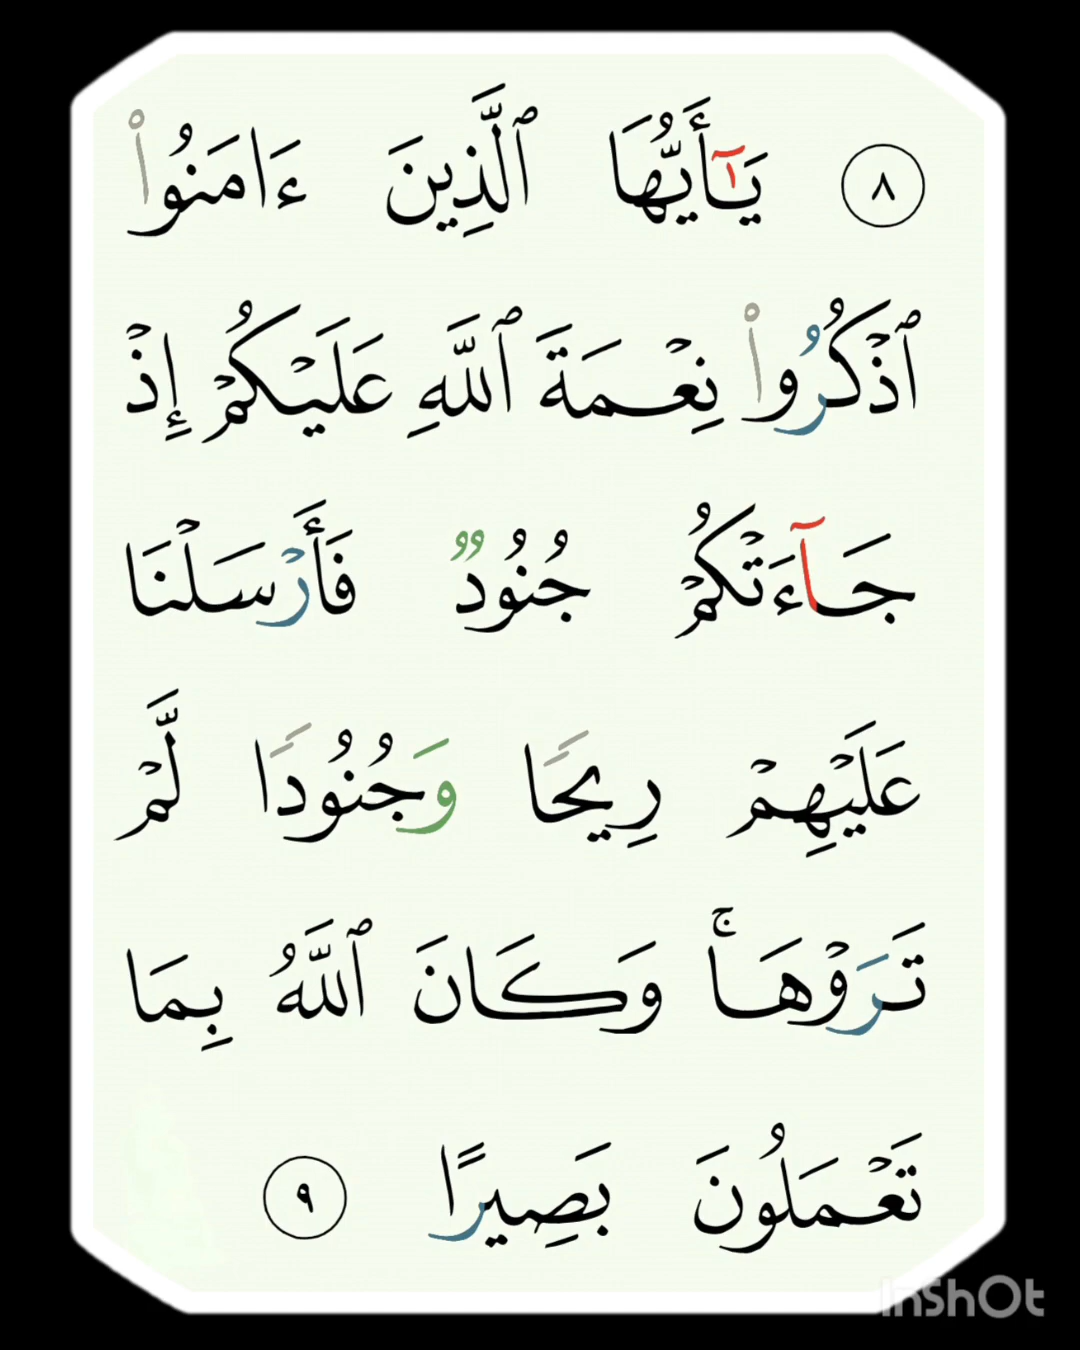 ٨ يَـٰٓأَيُّهَا ٱلَّذِينَ ءَامَنُوا۟
ٱذْكُرُوا۟ نِعْمَةَ ٱللَّهِ عَلَيْكُمْ إِذْ
جَآءَتْكُمْ جُنُودٌ فَأَرْسَلْنَا
عَلَيْهِمْ رِيحًا وَجُنُودًا لَّمْ
تَرَوْهَا ۚ وَكَانَ ٱللَّهُ بِمَا
تَعْمَلُونَ بَصِيرًا ٩
InShOt